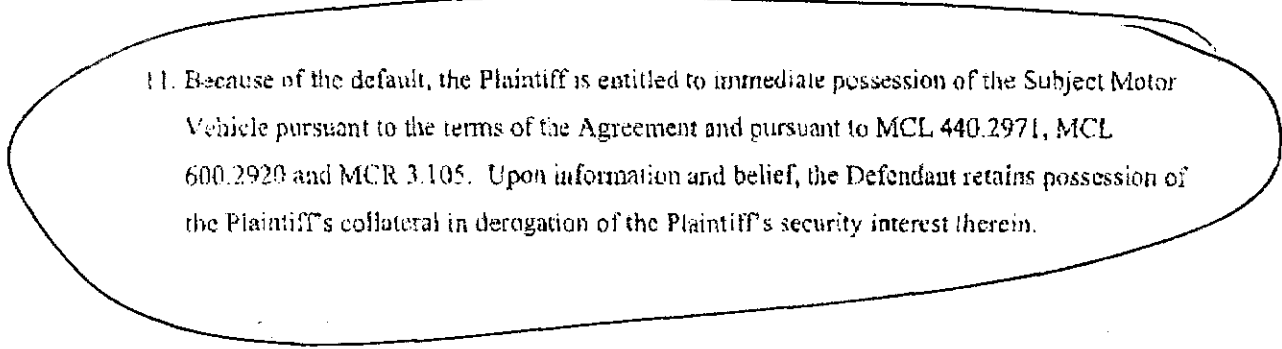 11. Because of the default, the Plaintiff is entitled to immediate possession of the Subject Motor
Vehicle pursuant to the terms of the Agreement and pursuant to MCL 440.2971, MCL
600.2920 and MCR 3.105. Upon information and belief, the Defendant retains possession of
the Plaintiff's collateral in derogation of the Plaintiff's security interest therein.